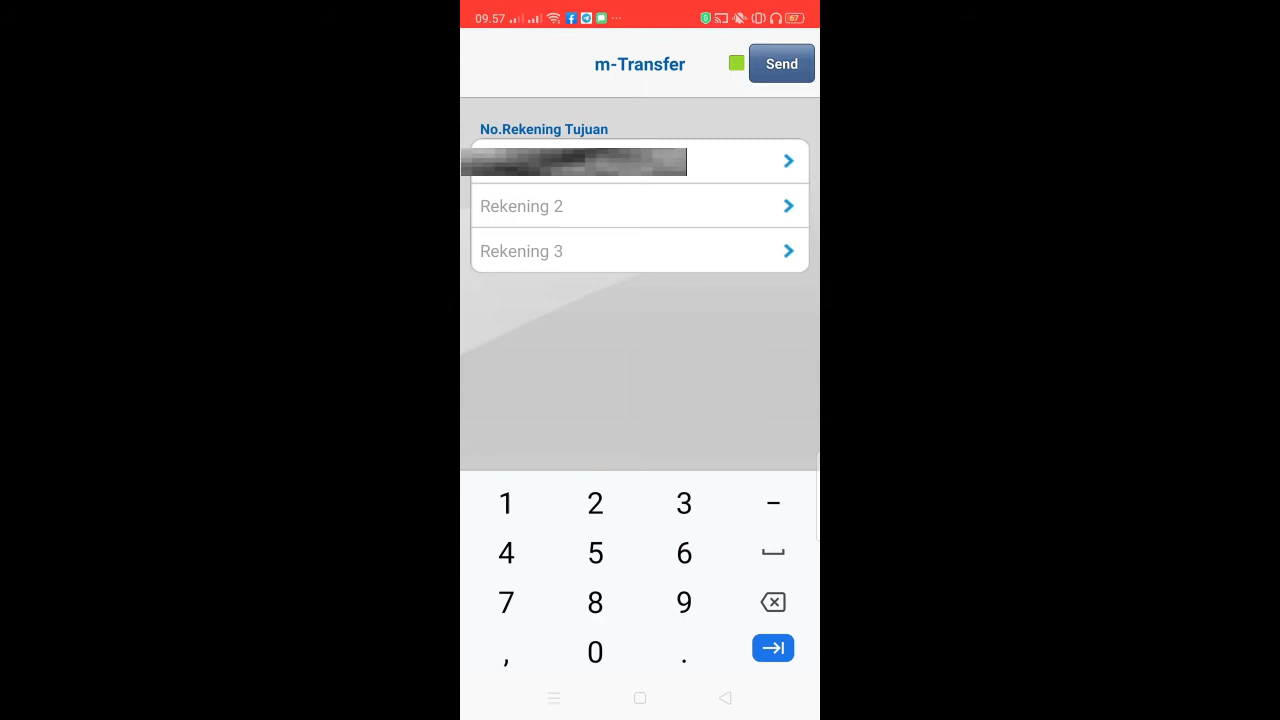 09.57
67
m-Transfer
Send
No.Rekening Tujuan
Rekening 2
Rekening 3
1 2 3 -
4 5 6
7 8 9
, 0 .